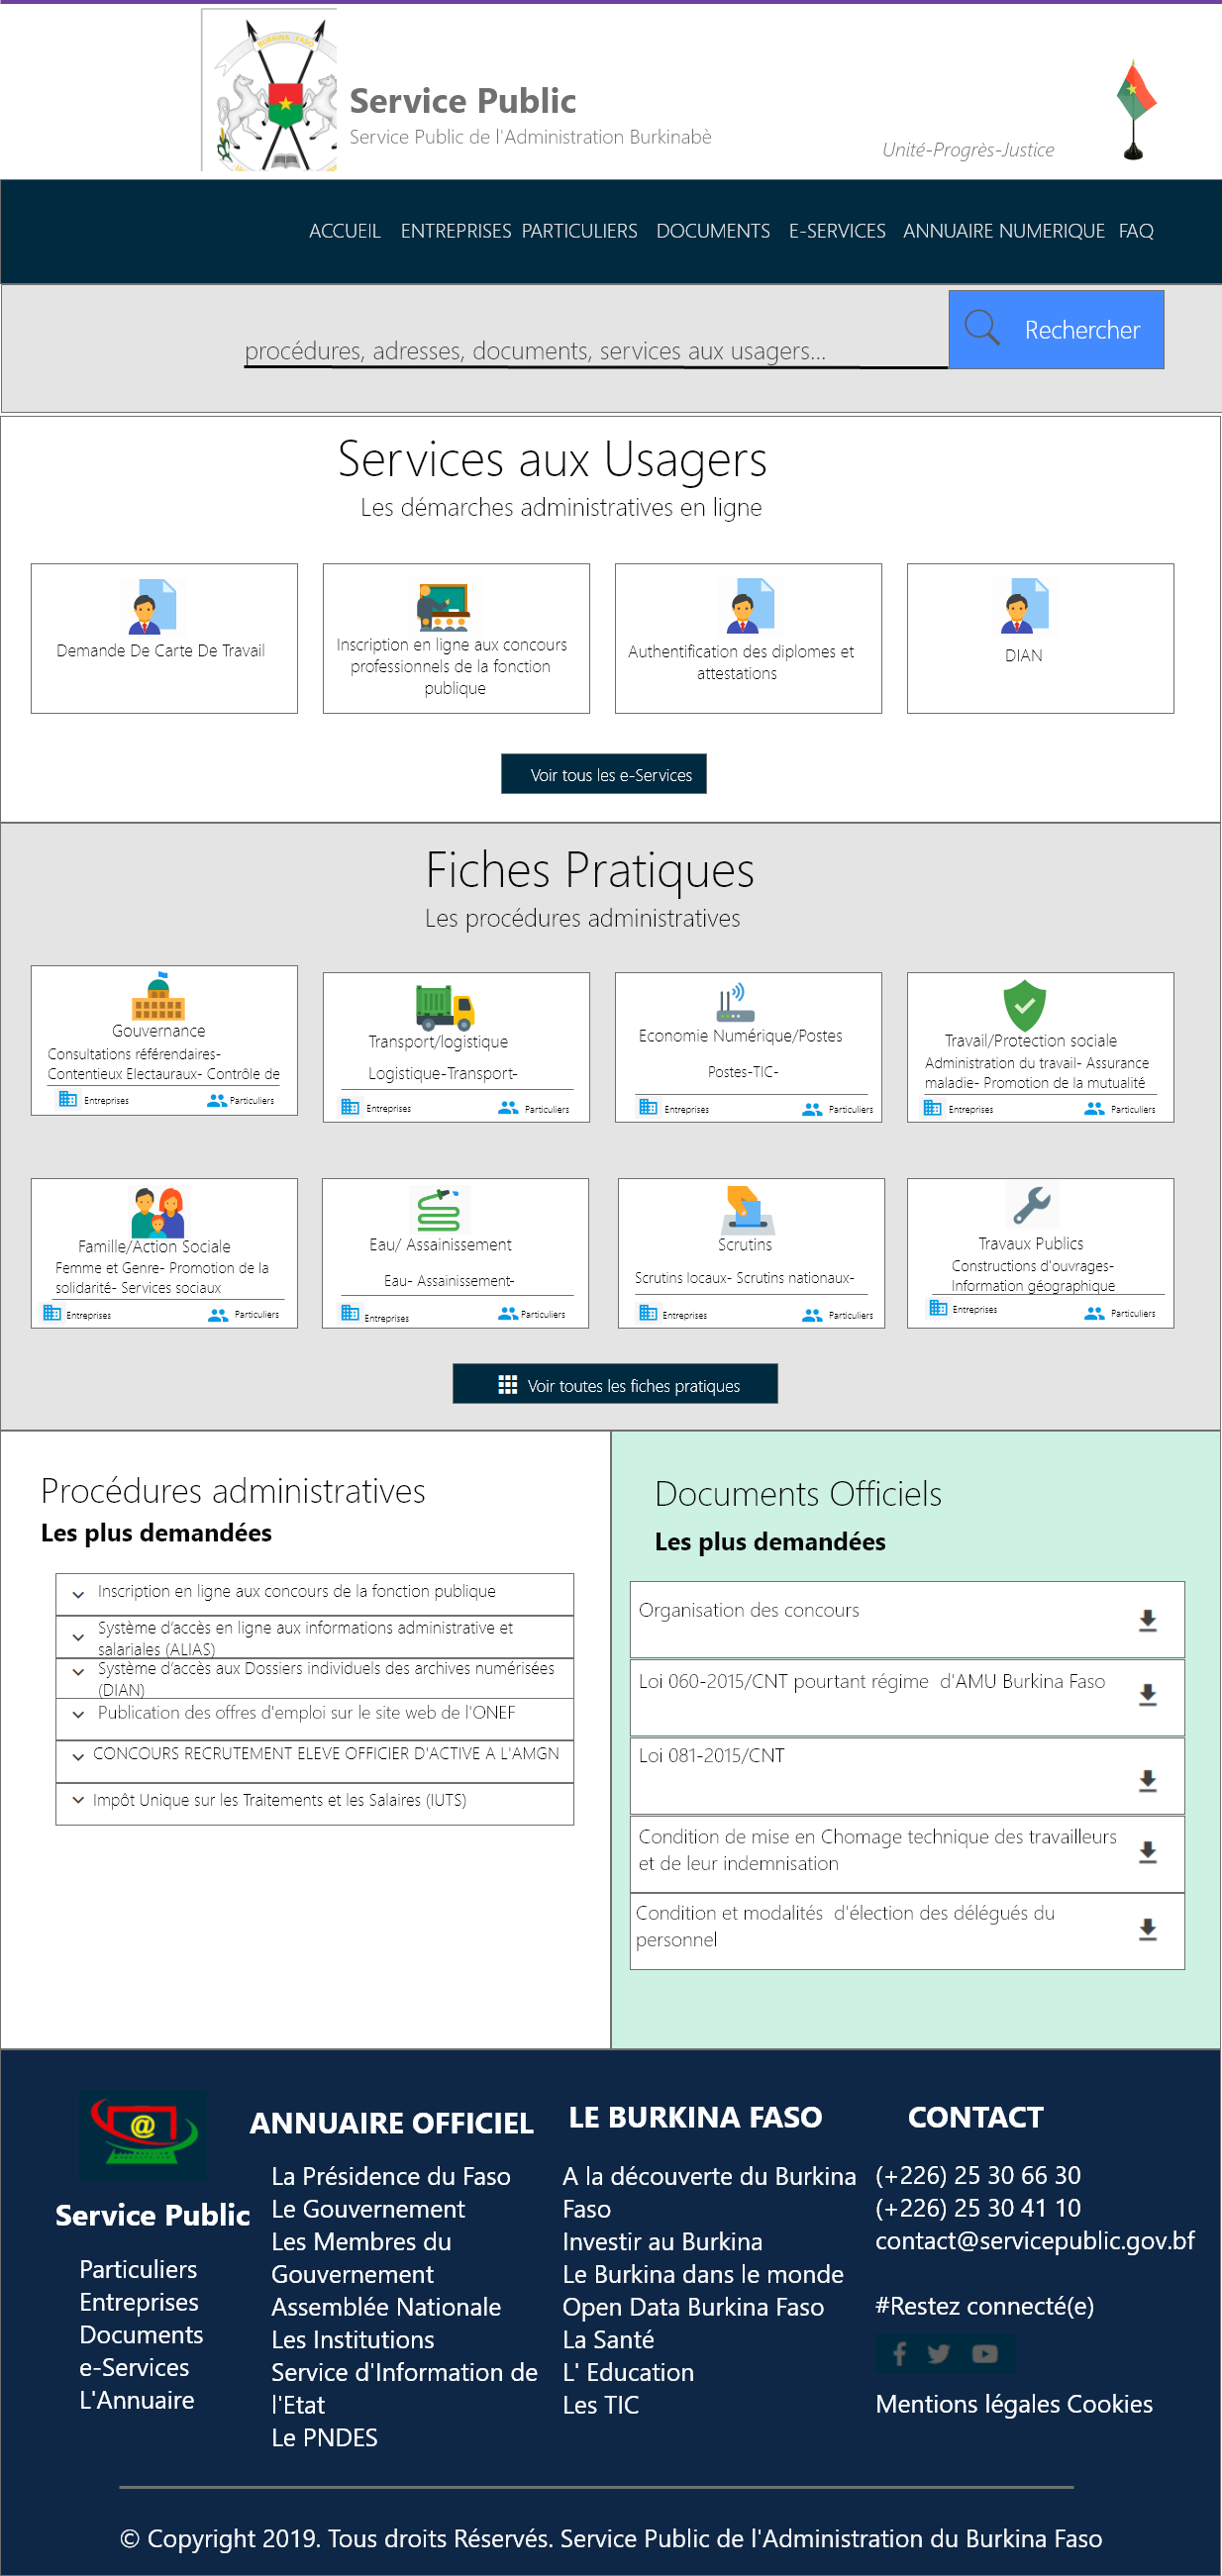 BURKINA FASO
Service Public
Service Public de l'Administration Burkinabè
Unité-Progrès-Justice
ACCUEIL ENTREPRISES PARTICULIERS DOCUMENTS E-SERVICES ANNUAIRE NUMERIQUE FAQ
procédures, adresses, documents, services aux usagers...
Rechercher
Services aux Usagers
Les démarches administratives en ligne
Demande De Carte De Travail
Inscription en ligne aux concours
professionnels de la fonction
publique
Authentification des diplomes et
attestations
DIAN
Voir tous les e-Services
Fiches Pratiques
Les procédures administratives
Gouvernance
Consultations référendaires-
Contentieux Electauraux- Contrôle de
Entreprises Particuliers
Transport/logistique
Logistique-Transport-
Entreprises Particuliers
Economie Numérique/Postes
Postes-TIC-
Entreprises Particuliers
Travail/Protection sociale
Administration du travail- Assurance
maladie- Promotion de la mutualité
Entreprises Particuliers
Famille/Action Sociale
Femme et Genre- Promotion de la
solidarité- Services sociaux
Entreprises Particuliers
Eau/ Assainissement
Eau- Assainissement-
Entreprises Particuliers
Scrutins
Scrutins locaux- Scrutins nationaux-
Entreprises Particuliers
Travaux Publics
Constructions d'ouvrages-
Information géographique
Entreprises Particuliers
Voir toutes les fiches pratiques
Procédures administratives
Les plus demandées
Inscription en ligne aux concours de la fonction publique
Système d’accès en ligne aux informations administrative et
salariales (ALIAS)
Système d’accès aux Dossiers individuels des archives numérisées
(DIAN)
Publication des offres d'emploi sur le site web de l'ONEF
CONCOURS RECRUTEMENT ELEVE OFFICIER D'ACTIVE A L'AMGN
Impôt Unique sur les Traitements et les Salaires (IUTS)
Documents Officiels
Les plus demandées
Organisation des concours
Loi 060-2015/CNT pourtant régime  d'AMU Burkina Faso
Loi 081-2015/CNT
Condition de mise en Chomage technique des travailleurs
et de leur indemnisation
Condition et modalités  d'élection des délégués du
personnel
@
Service Public
Particuliers
Entreprises
Documents
e-Services
L'Annuaire
ANNUAIRE OFFICIEL
La Présidence du Faso
Le Gouvernement
Les Membres du
Gouvernement
Assemblée Nationale
Les Institutions
Service d'Information de
l'Etat
Le PNDES
LE BURKINA FASO
A la découverte du Burkina
Faso
Investir au Burkina
Le Burkina dans le monde
Open Data Burkina Faso
La Santé
L' Education
Les TIC
CONTACT
(+226) 25 30 66 30
(+226) 25 30 41 10
contact@servicepublic.gov.bf
#Restez connecté(e)
Mentions légales Cookies
© Copyright 2019. Tous droits Réservés. Service Public de l'Administration du Burkina Faso